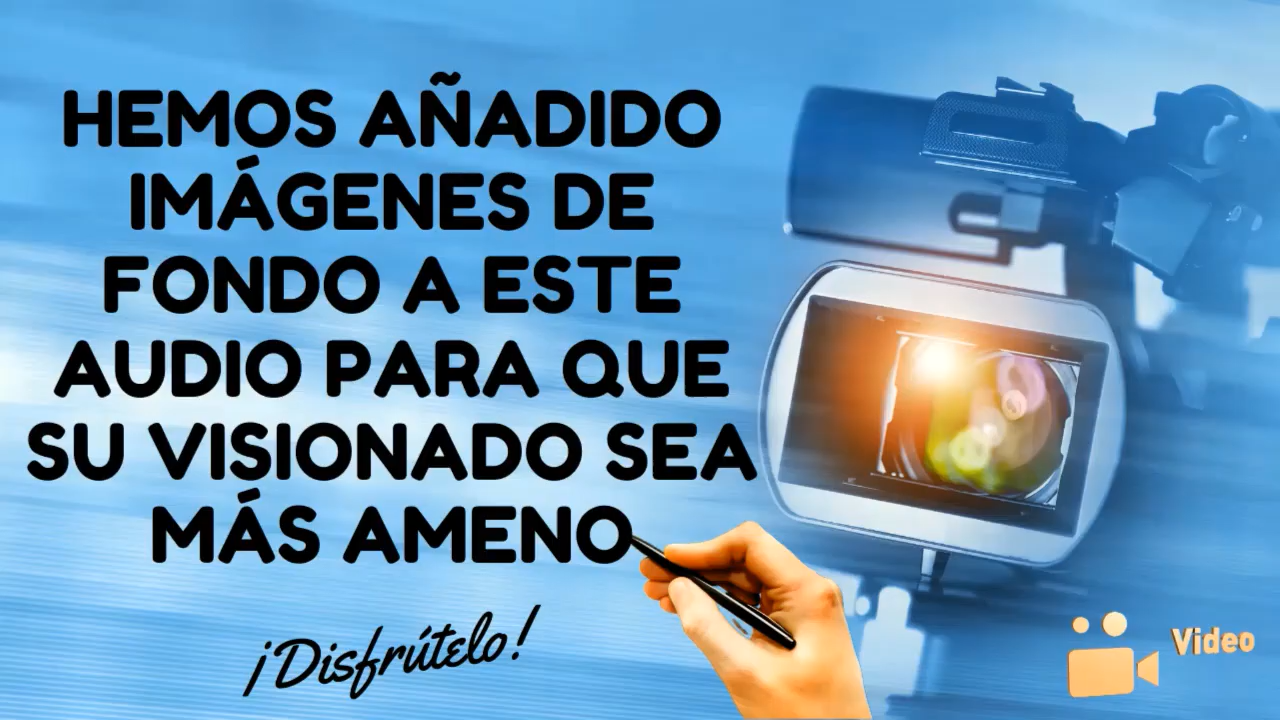 HEMOS AÑADIDO
IMÁGENES DE
FONDO A ESTE
AUDIO PARA QUE
SU VISIONADO SEA
MÁS AMENO
¡Disfrútelo!
Video